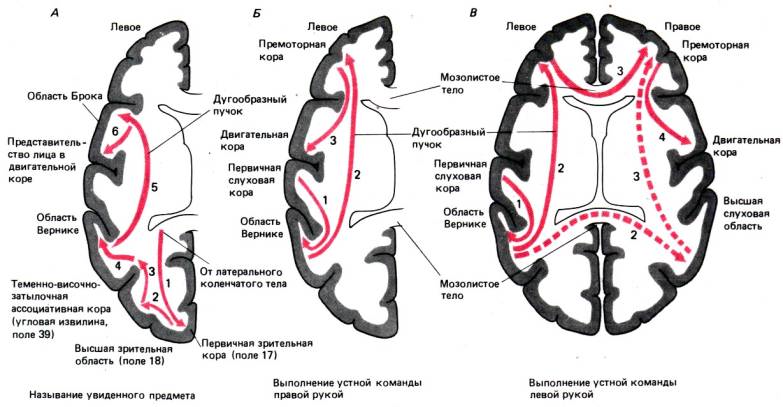 А
Левое
Область Брока
Дугообразный
пучок
6
Представитель-
ство лица в
двигательной
коре
5
Область
Вернике
4
3
1
2
От латерального
коленчатого тела
Теменно-височно-
затылочная
ассоциативная кора
(угловая извилина,
поле 39)
Высшая зрительная
область (поле 18)
Первичная зрительная
кора (поле 17)
Называние увиденного предмета
Б
Левое
Премоторная
кора
Мозолистое
тело
Дугообразный
пучок
Двигательная
кора
3
Первичная
слуховая
кора
2
1
Область
Вернике
Мозолистое
тело
Выполнение устной команды
правой рукой
В
Левое
Правое
Премоторная
кора
3
4
Двигательная
кора
2
3
Первичная
слуховая
кора
1
Область
Вернике
Высшая
слуховая
область
2
Выполнение устной команды
левой рукой